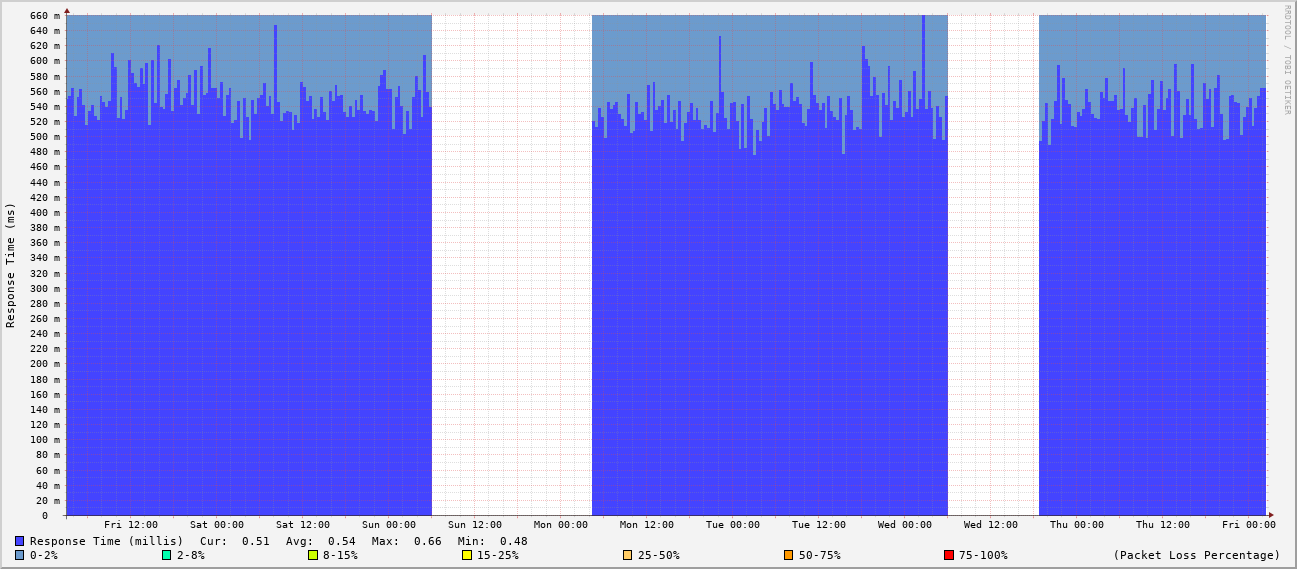 660 m
640 m
620 m
600 m
580 m
560 m
540 m
520 m
500 m
480 m
460 m
440 m
420 m
400 m
380 m
360 m
340 m
320 m
300 m
280 m
260 m
240 m
220 m
200 m
180 m
160 m
140 m
120 m
100 m
80 m
60 m
40 m
20 m
0
Response Time (ms)
RRDTOOL / TOBI OETIKER
Fri 12:00 Sat 00:00 Sat 12:00 Sun 00:00 Sun 12:00 Mon 00:00 Mon 12:00 Tue 00:00 Tue 12:00 Wed 00:00 Wed 12:00 Thu 00:00 Thu 12:00 Fri 00:00
Response Time (millis) Cur: 0.51 Avg: 0.54 Max: 0.66 Min: 0.48
0-2% 2-8% 8-15% 15-25% 25-50% 50-75% 75-100% (Packet Loss Percentage)